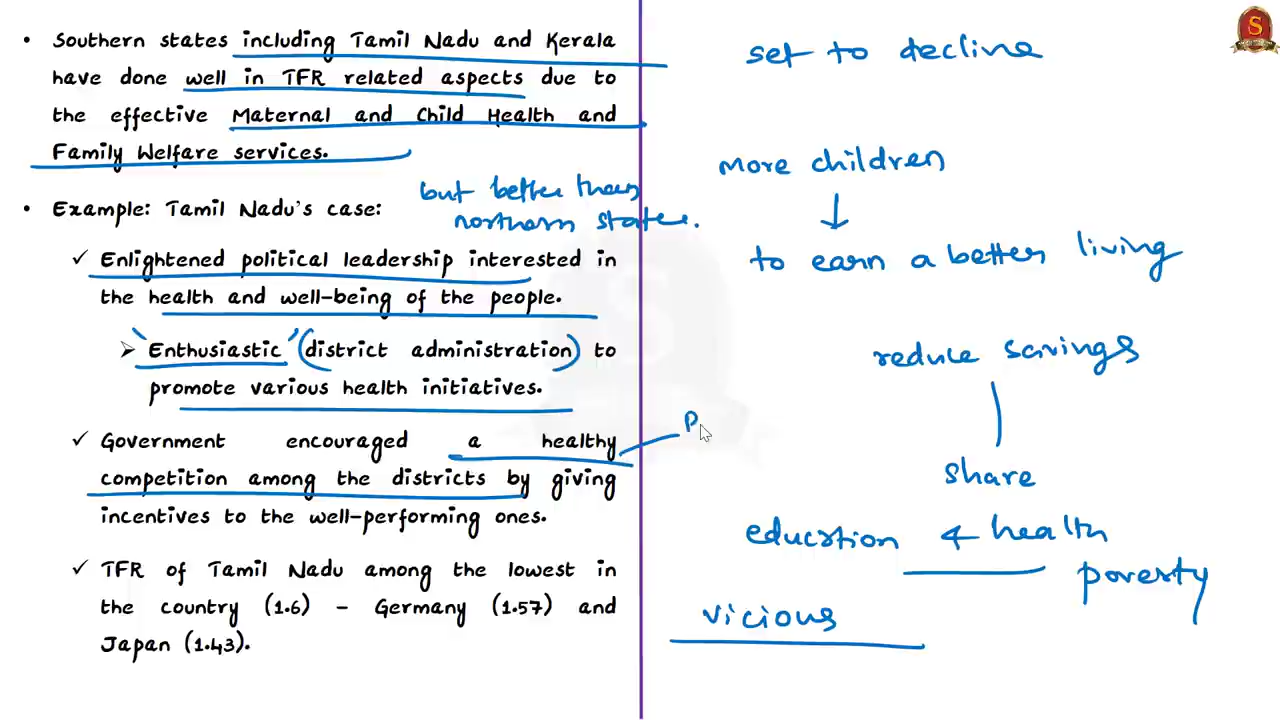 • Southern states including Tamil Nadu and Kerala
have done well in TFR related aspects due to
the effective Maternal and Child Health and
Family Welfare services.
but better than
northern states.
• Example: Tamil Nadu's case:
✓ Enlightened political leadership interested in
the health and well-being of the people.
➢ 'Enthusiastic' (district administration) to
promote various health initiatives.
✓ Government encouraged a healthy
competition among the districts by giving
incentives to the well-performing ones.
✓ TFR of Tamil Nadu among the lowest in
the country (1.6) - Germany (1.57) and
Japan (1.43).
set to decline
more children
↓
to earn a better living
reduce savings
P
share
education & health
poverty
vicious
S